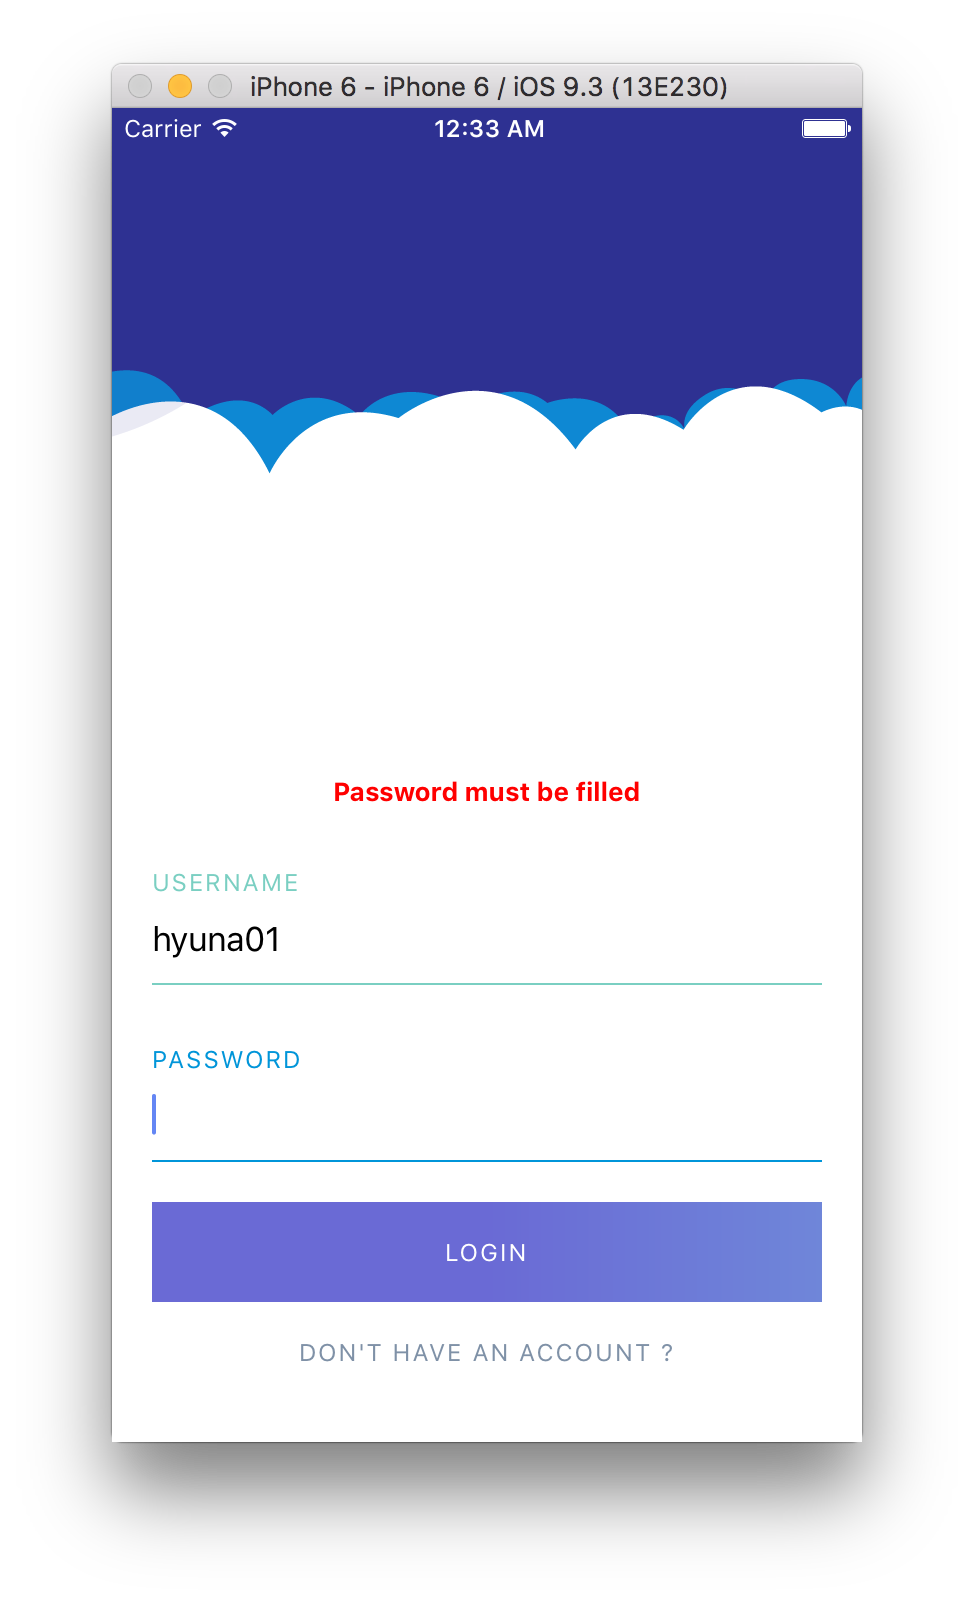 iPhone 6 - iPhone 6 / iOS 9.3 (13E230)
Carrier 12:33 AM
Password must be filled
USERNAME
hyuna01
PASSWORD
LOGIN
DON'T HAVE AN ACCOUNT ?